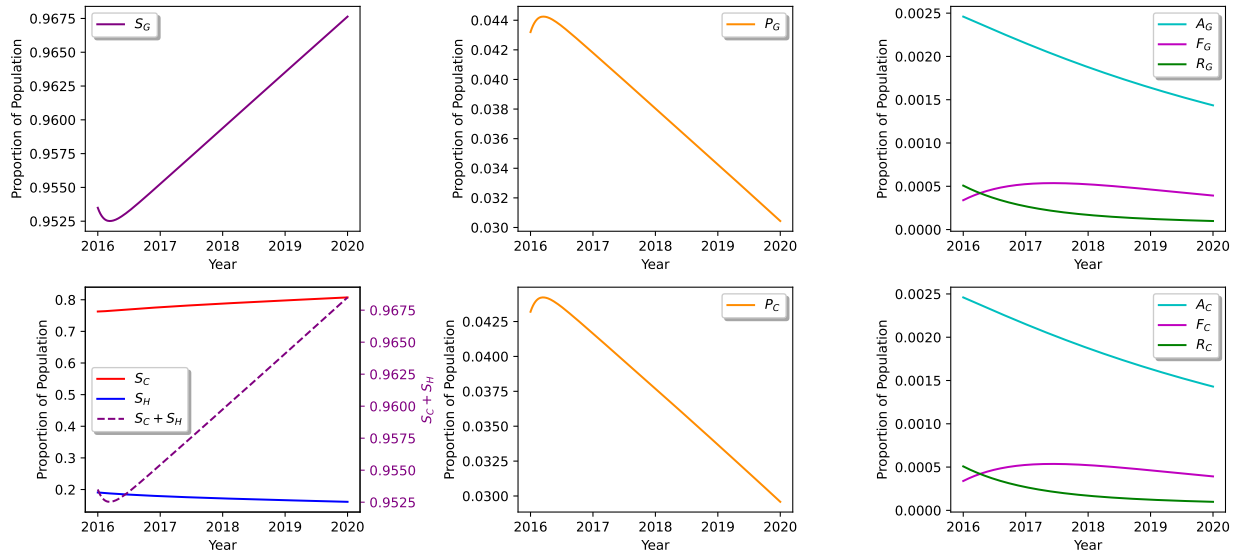 Proportion of Population
0.9675
0.9650
0.9625
0.9600
0.9575
0.9550
0.9525
S_G
2016 2017 2018 2019 2020
Year
Proportion of Population
0.044
0.042
0.040
0.038
0.036
0.034
0.032
0.030
P_G
2016 2017 2018 2019 2020
Year
Proportion of Population
0.0025
0.0020
0.0015
0.0010
0.0005
0.0000
A_G
F_G
R_G
2016 2017 2018 2019 2020
Year
Proportion of Population
0.8
0.7
0.6
0.5
0.4
0.3
0.2
S_C
S_H
S_C + S_H
0.9675
0.9650
0.9625
0.9600
0.9575
0.9550
0.9525
S_C + S_H
2016 2017 2018 2019 2020
Year
Proportion of Population
0.0425
0.0400
0.0375
0.0350
0.0325
0.0300
P_C
2016 2017 2018 2019 2020
Year
Proportion of Population
0.0025
0.0020
0.0015
0.0010
0.0005
0.0000
A_C
F_C
R_C
2016 2017 2018 2019 2020
Year